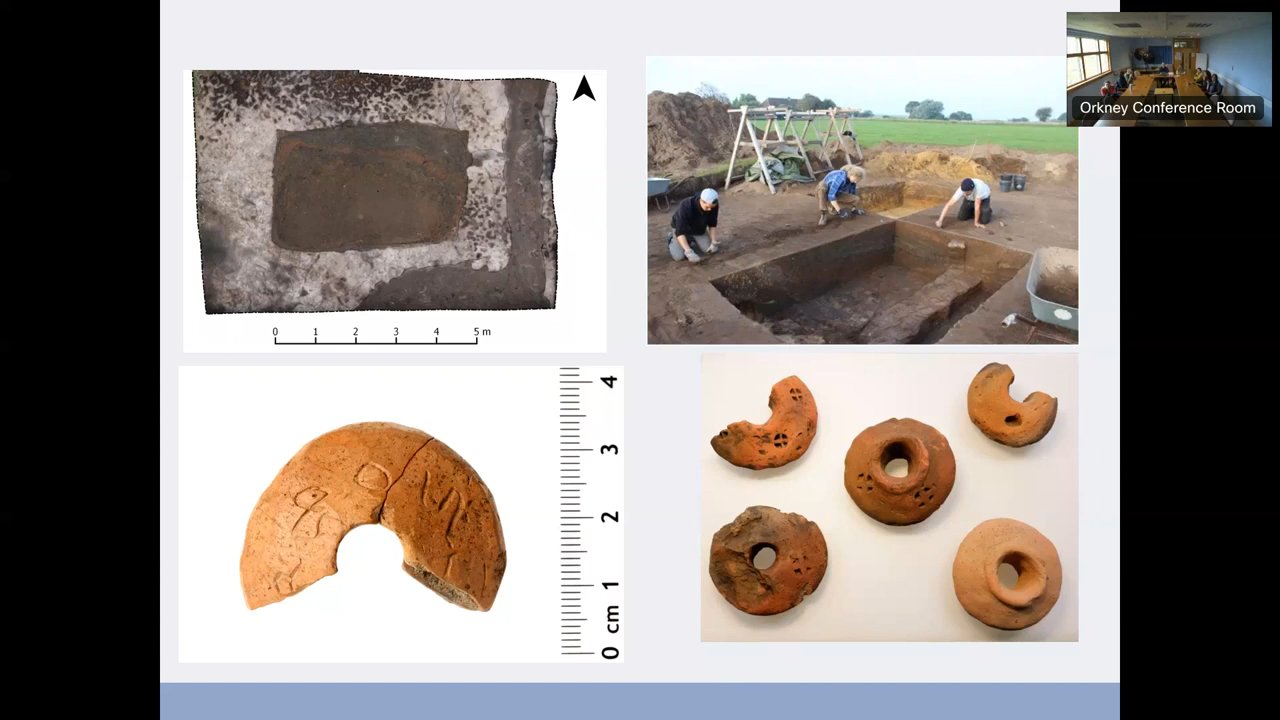 Orkney Conference Room
0 1 2 3 4 5 m
0 cm 1 2 3 4